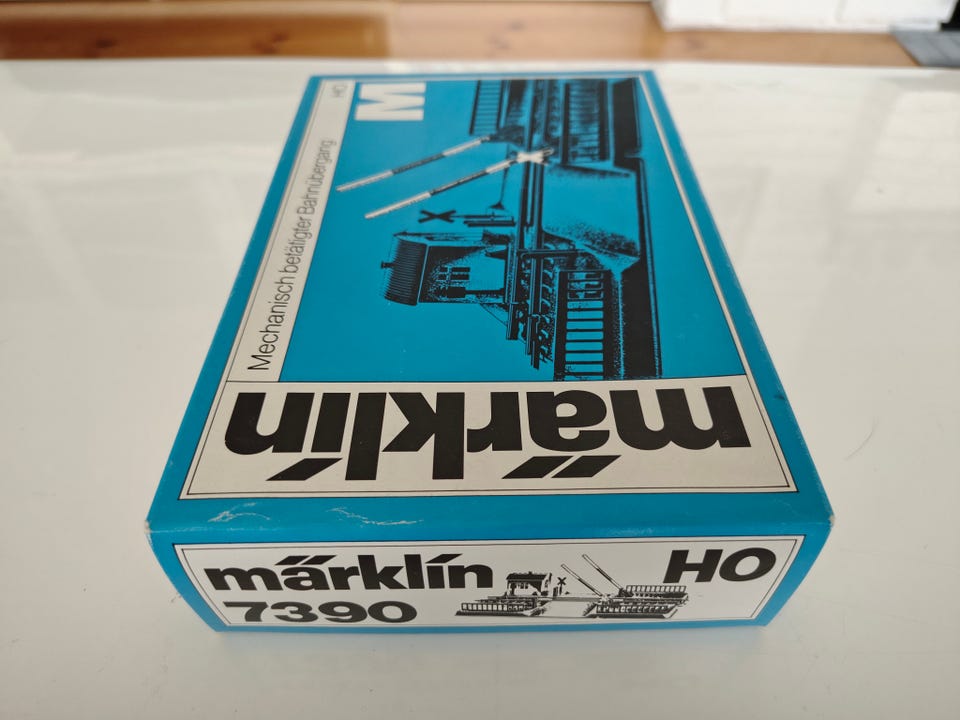 Mechanisch betätigter Bahnübergang
HO
M
märklin
märklin
7390
HO